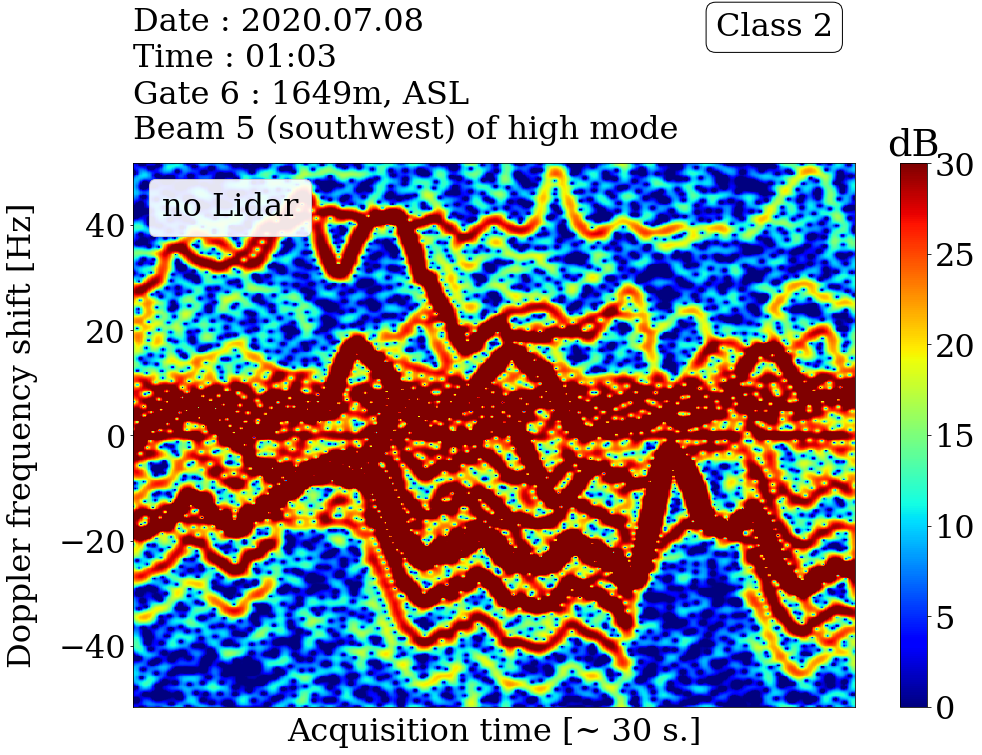 Date : 2020.07.08
Time : 01:03
Gate 6 : 1649m, ASL
Beam 5 (southwest) of high mode
Class 2
dB
no Lidar
Doppler frequency shift [Hz]
40
20
0
−20
−40
30
25
20
15
10
5
0
Acquisition time [~ 30 s.]